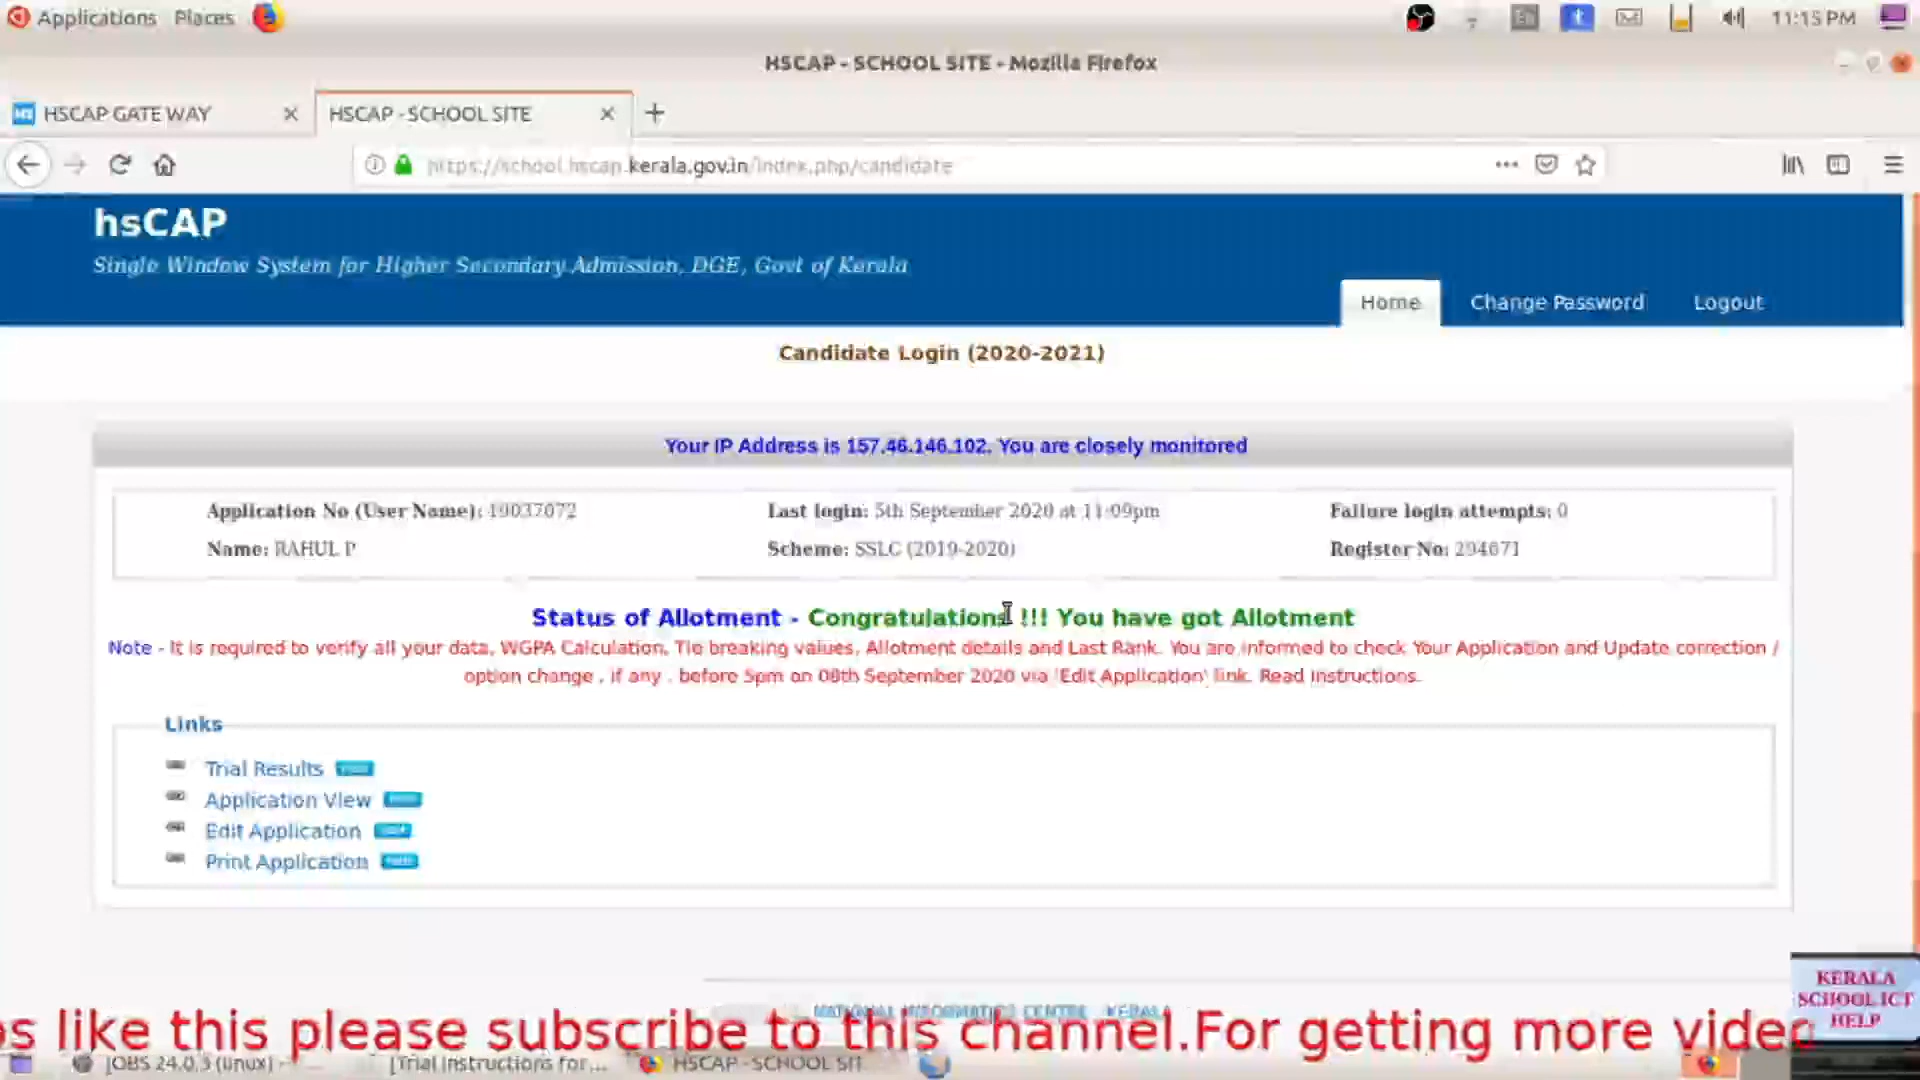 Applications Places 11:15 PM
HSCAP - SCHOOL SITE - Mozilla Firefox
HSCAP GATE WAY
HSCAP - SCHOOL SITE
https://school.hscap.kerala.gov.in/index.php/candidate
hsCAP
Single Window System for Higher Secondary Admission, DGE, Govt of Kerala
Home Change Password Logout
Candidate Login (2020-2021)
Your IP Address is 157.46.146.102. You are closely monitored
Application No (User Name): 19037072 Last login: 5th September 2020 at 11:09pm Failure login attempts: 0
Name: RAHUL P Scheme: SSLC (2019-2020) Register No: 294671
Status of Allotment - Congratulations !!! You have got Allotment
Note - It is required to verify all your data, WGPA Calculation, Tie breaking values, Allotment details and Last Rank. You are informed to check Your Application and Update correction /
option change , if any , before 5pm on 08th September 2020 via 'Edit Application' link. Read Instructions.
Links
Trial Results
Application View
Edit Application
Print Application
NATIONAL INFORMATICS CENTRE - KERALA
KERALA
SCHOOL ICT
HELP
os like this please subscribe to this channel.For getting more video
[OBS 24.0.3 (linux) - [Trial Instructions for... HSCAP - SCHOOL SIT